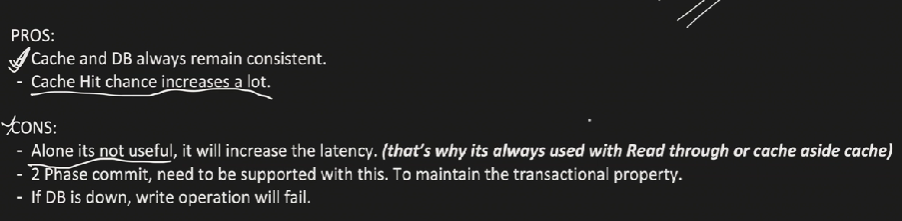 PROS:
Cache and DB always remain consistent.
- Cache Hit chance increases a lot.
CONS:
- Alone its not useful, it will increase the latency. (that's why its always used with Read through or cache aside cache)
- 2 Phase commit, need to be supported with this. To maintain the transactional property.
- If DB is down, write operation will fail.